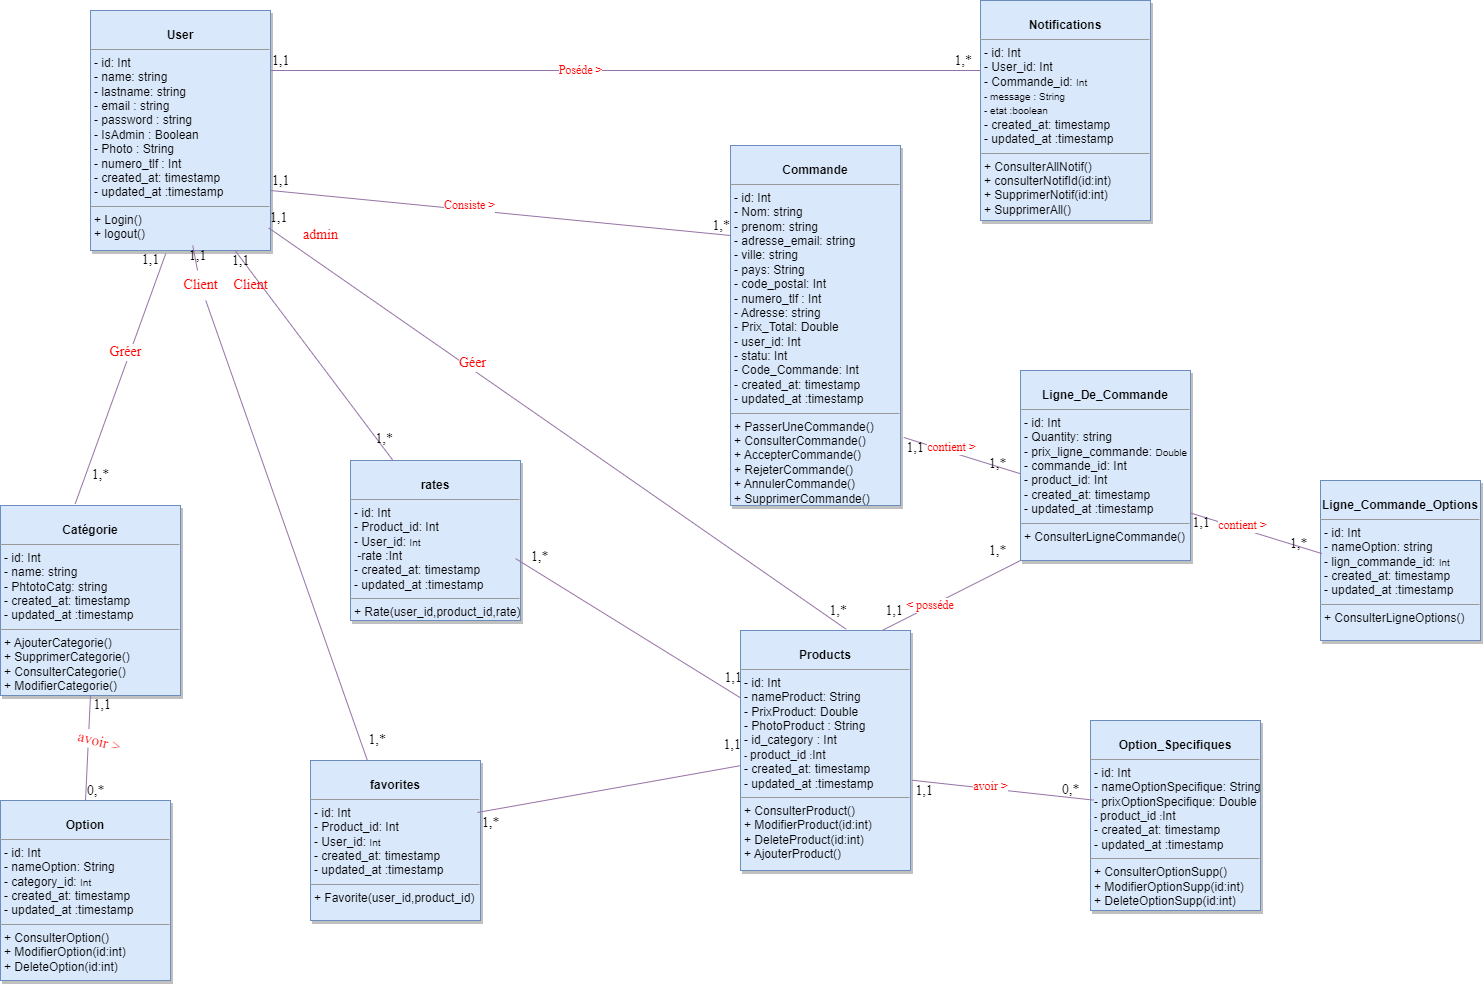 User
- id: Int
- name: string
- lastname: string
- email : string
- password : string
- IsAdmin : Boolean
- Photo : String
- numero_tlf : Int
- created_at: timestamp
- updated_at :timestamp
+ Login()
+ logout()
1,1
Poséde >
1,*
Notifications
- id: Int
- User_id: Int
- Commande_id: Int
- message : String
- etat :boolean
- created_at: timestamp
- updated_at :timestamp
+ ConsulterAllNotif()
+ consulterNotifId(id:int)
+ SupprimerNotif(id:int)
+ SupprimerAll()
1,1
Consiste >
1,*
Commande
- id: Int
- Nom: string
- prenom: string
- adresse_email: string
- ville: string
- pays: String
- code_postal: Int
- numero_tlf : Int
- Adresse: string
- Prix_Total: Double
- user_id: Int
- statu: Int
- Code_Commande: Int
- created_at: timestamp
- updated_at :timestamp
+ PasserUneCommande()
+ ConsulterCommande()
+ AccepterCommande()
+ RejeterCommande()
+ AnnulerCommande()
+ SupprimerCommande()
1,1
admin
Géer
1,*
1,1
Gréer
1,*
1,1
Client
1,*
1,1
Client
1,*
1,1
contient >
1,*
Ligne_De_Commande
- id: Int
- Quantity: string
- prix_ligne_commande: Double
- commande_id: Int
- product_id: Int
- created_at: timestamp
- updated_at :timestamp
+ ConsulterLigneCommande()
1,1
contient >
1,*
Ligne_Commande_Options
- id: Int
- nameOption: string
- lign_commande_id: Int
- created_at: timestamp
- updated_at :timestamp
+ ConsulterLigneOptions()
1,*
< posséde
1,1
rates
- id: Int
- Product_id: Int
- User_id: Int
-rate :Int
- created_at: timestamp
- updated_at :timestamp
+ Rate(user_id,product_id,rate)
1,*
1,1
Catégorie
- id: Int
- name: string
- PhtotoCatg: string
- created_at: timestamp
- updated_at :timestamp
+ AjouterCategorie()
+ SupprimerCategorie()
+ ConsulterCategorie()
+ ModifierCategorie()
1,1
avoir >
0,*
Option
- id: Int
- nameOption: String
- category_id: Int
- created_at: timestamp
- updated_at :timestamp
+ ConsulterOption()
+ ModifierOption(id:int)
+ DeleteOption(id:int)
favorites
- id: Int
- Product_id: Int
- User_id: Int
- created_at: timestamp
- updated_at :timestamp
+ Favorite(user_id,product_id)
1,*
1,1
Products
- id: Int
- nameProduct: String
- PrixProduct: Double
- PhotoProduct : String
- id_category : Int
- product_id :Int
- created_at: timestamp
- updated_at :timestamp
+ ConsulterProduct()
+ ModifierProduct(id:int)
+ DeleteProduct(id:int)
+ AjouterProduct()
1,1
avoir >
0,*
Option_Specifiques
- id: Int
- nameOptionSpecifique: String
- prixOptionSpecifique: Double
- product_id :Int
- created_at: timestamp
- updated_at :timestamp
+ ConsulterOptionSupp()
+ ModifierOptionSupp(id:int)
+ DeleteOptionSupp(id:int)